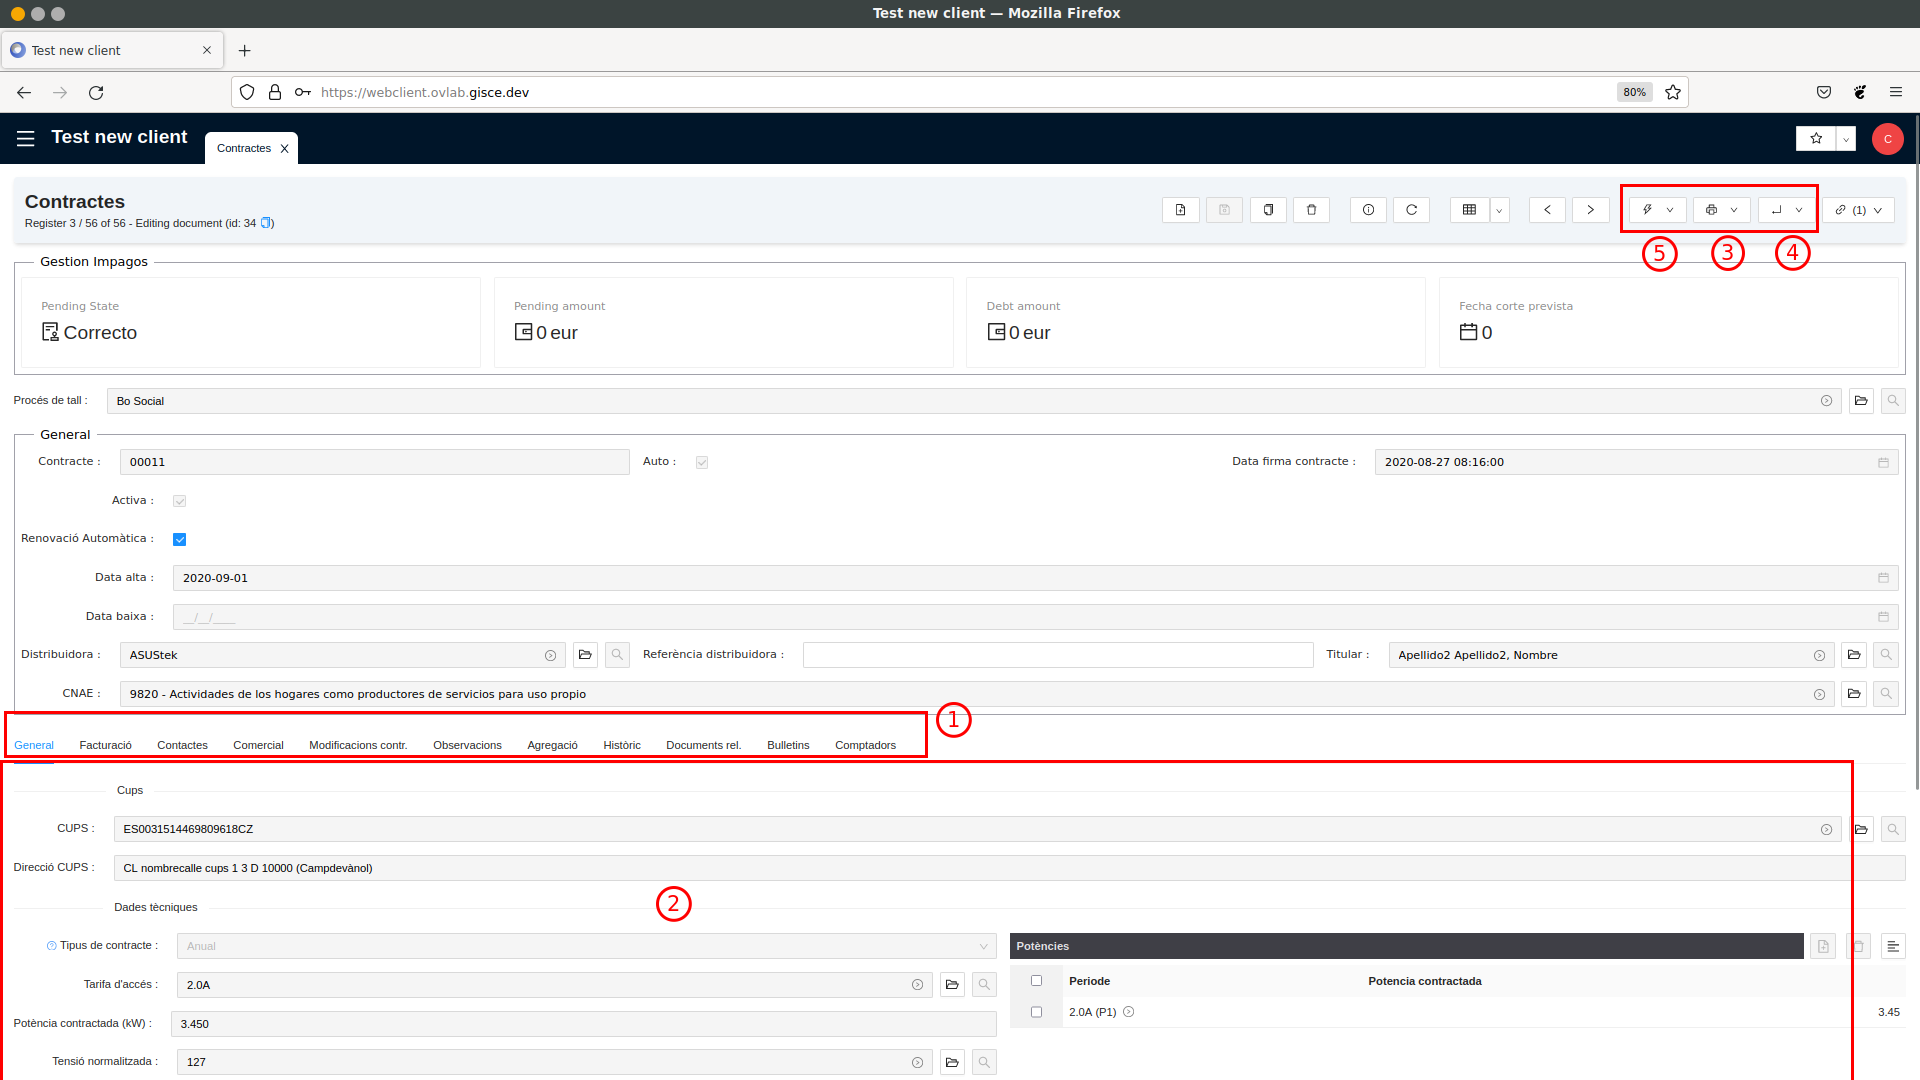 Test new client — Mozilla Firefox
Test new client
https://webclient.ovlab.gisce.dev
80%
Test new client
Contractes
C
Contractes
Register 3 / 56 of 56 - Editing document (id: 34 )
(1)
5
3
4
Gestion Impagos
Pending State
Correcto
Pending amount
0 eur
Debt amount
0 eur
Fecha corte prevista
0
Procés de tall :
Bo Social
General
Contracte :
00011
Auto :
Data firma contracte :
2020-08-27 08:16:00
Activa :
Renovació Automàtica :
Data alta :
2020-09-01
Data baixa :
__/__/____
Distribuidora :
ASUStek
Referència distribuidora :
Titular :
Apellido2 Apellido2, Nombre
CNAE :
9820 - Actividades de los hogares como productores de servicios para uso propio
1
General Facturació Contactes Comercial Modificacions contr. Observacions Agregació Històric Documents rel. Bulletins Comptadors
Cups
CUPS :
ES0031514469809618CZ
Direcció CUPS :
CL nombrecalle cups 1 3 D 10000 (Campdevànol)
2
Dades tècniques
Tipus de contracte :
Anual
Potències
Tarifa d'accés :
2.0A
Periode
Potencia contractada
2.0A (P1)
3.45
Potència contractada (kW) :
3.450
Tensió normalitzada :
127